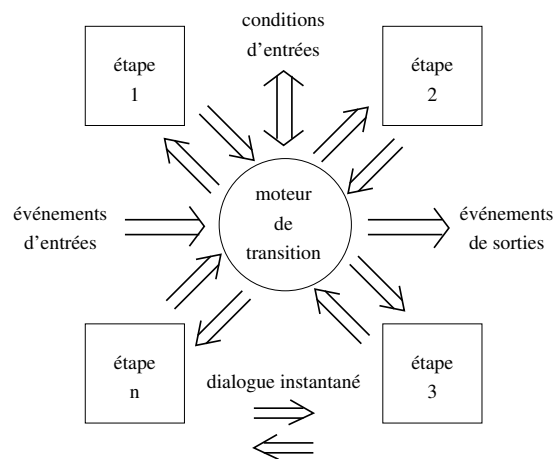 conditions
d'entrées
étape
1
étape
2
moteur
de
transition
événements
d'entrées
événements
de sorties
étape
n
dialogue instantané
étape
3